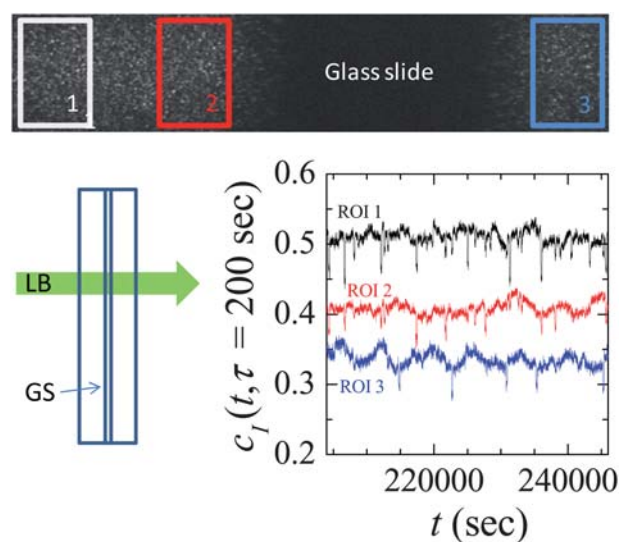 1
2
Glass slide
3
LB
GS
0.6
0.5
0.4
0.3
0.2
ROI 1
ROI 2
ROI 3
c_I(t, τ = 200 sec)
220000
240000
t (sec)